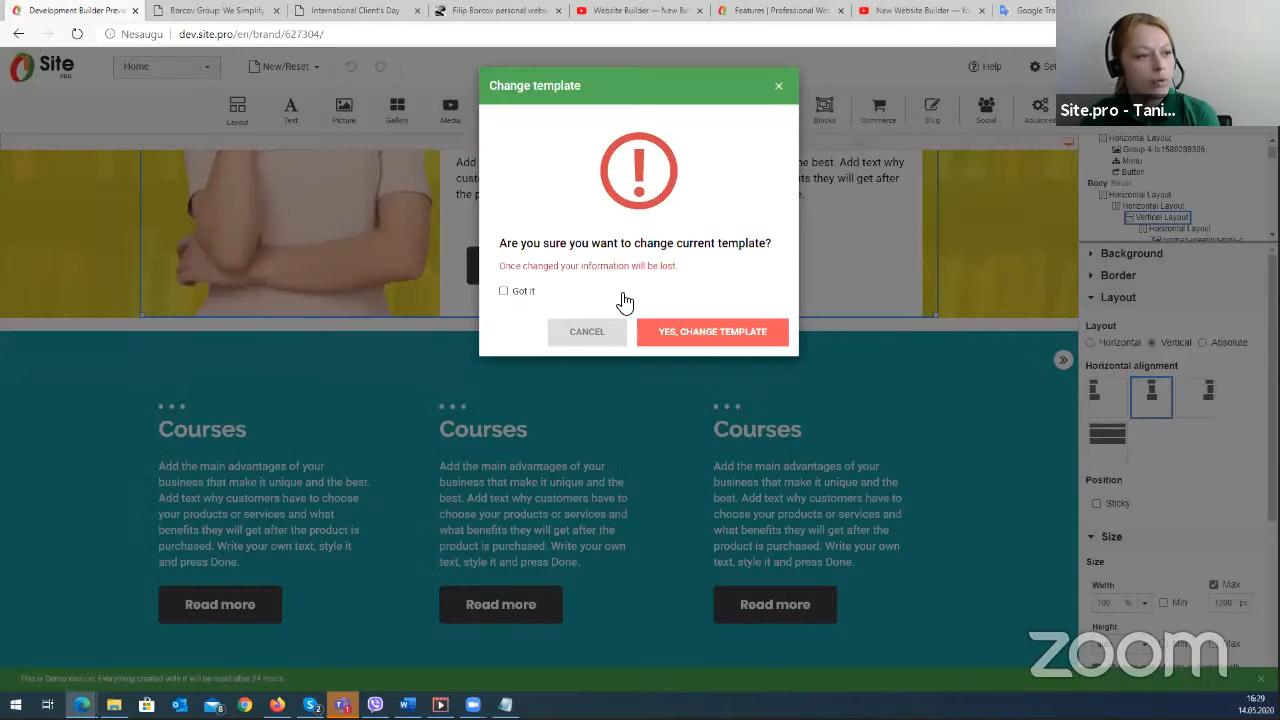 Development Builder Preve
Borcov Group: We Simplify
International Client's Day
Filip Borcov personal webs
Website Builder — New Bo
Features | Personal Websi
New Website Builder — Yo
Google Tra
Nesaugu
dev.site.pro/en/brand/627304/
Site
PRO
Home
New/Reset
Help
Set
Layout
Text
Picture
Gallery
Media
Blocks
Commerce
Blog
Social
Advanced
Site.pro - Tani...
Change template
Are you sure you want to change current template?
Once changed your information will be lost.
Got it
CANCEL
YES, CHANGE TEMPLATE
Horizontal Layout
Group 4-ts1589289306
Menu
Button
Body
Horizontal Layout
Horizontal Layout
Vertical Layout
Horizontal Layout
Background
Border
Layout
Layout
Horizontal
Vertical
Absolute
Horizontal alignment
Position
Sticky
Size
Size
Width
Max
100
%
Min
1200 px
Height
Courses
Add the main advantages of your
business that make it unique and the best.
Add text why customers have to choose
your products or services and what
benefits they will get after the product is
purchased. Write your own text, style it
and press Done.
Read more
Courses
Add the main advantages of your
business that make it unique and the
best. Add text why customers have to
choose your products or services and
what benefits they will get after the
product is purchased. Write your own
text, style it and press Done.
Read more
Courses
Add the main advantages of your
business that make it unique and the
best. Add text why customers have to
choose your products or services and
what benefits they will get after the
product is purchased. Write your own
text, style it and press Done.
Read more
zoom
Everything created with it will be reset after 24 hours.
16:29
14.05.2020